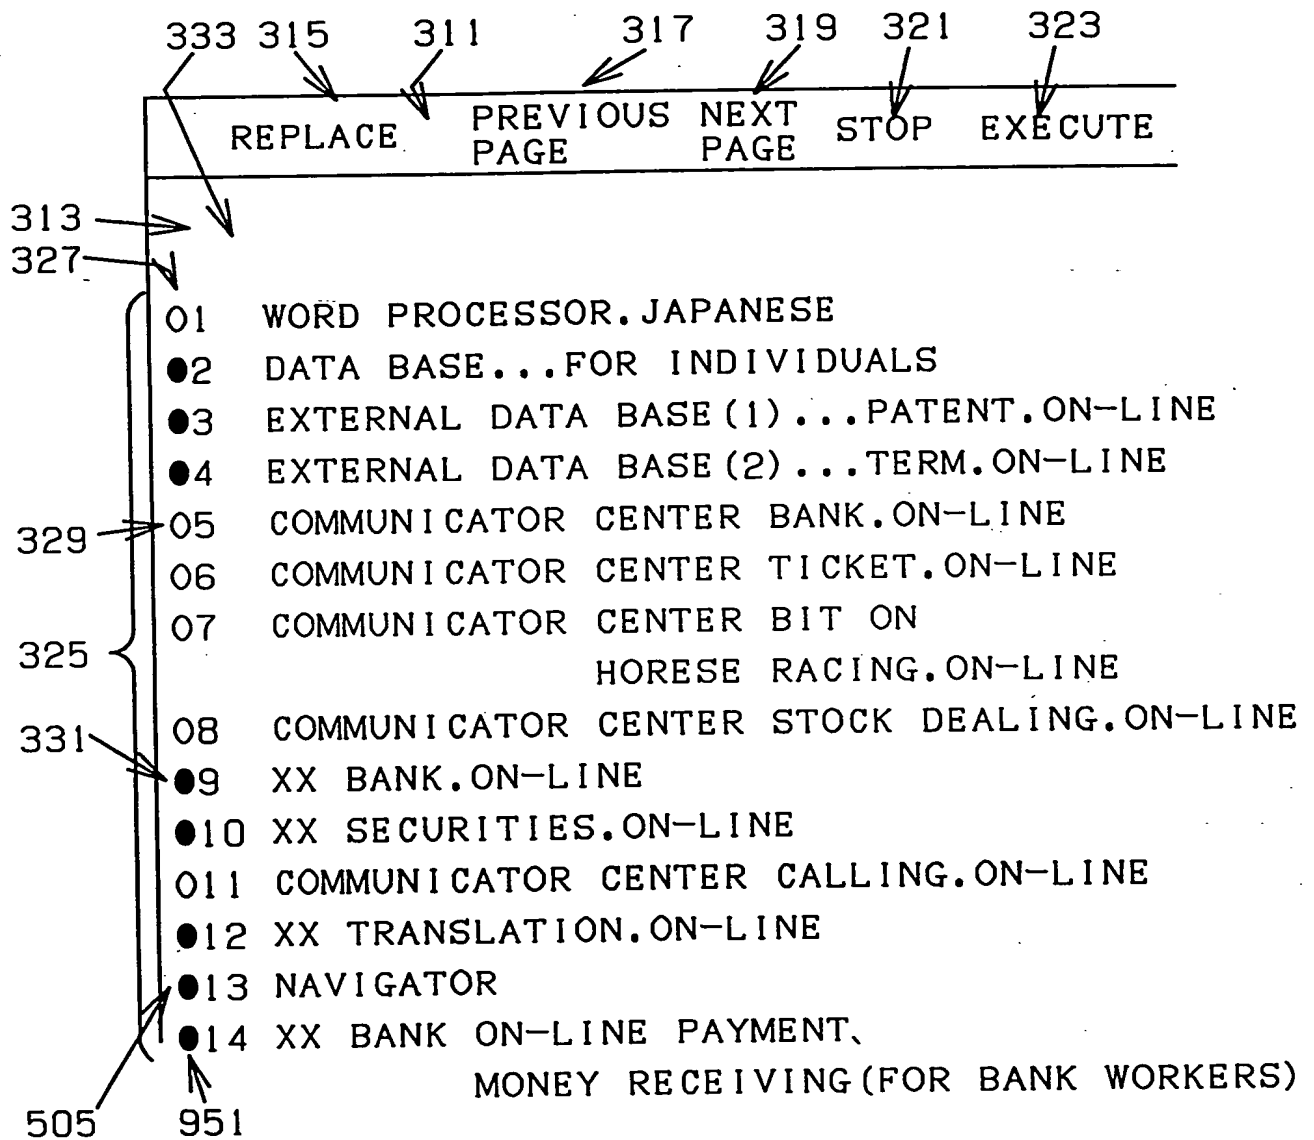 333 315 311 317 319 321 323
REPLACE PREVIOUS PAGE NEXT PAGE STOP EXECUTE
313
327
01 WORD PROCESSOR.JAPANESE
●2 DATA BASE...FOR INDIVIDUALS
●3 EXTERNAL DATA BASE(1)...PATENT.ON-LINE
●4 EXTERNAL DATA BASE(2)...TERM.ON-LINE
329 05 COMMUNICATOR CENTER BANK.ON-LINE
06 COMMUNICATOR CENTER TICKET.ON-LINE
07 COMMUNICATOR CENTER BIT ON
325 HORESE RACING.ON-LINE
08 COMMUNICATOR CENTER STOCK DEALING.ON-LINE
331
●9 XX BANK.ON-LINE
●10 XX SECURITIES.ON-LINE
011 COMMUNICATOR CENTER CALLING.ON-LINE
●12 XX TRANSLATION.ON-LINE
●13 NAVIGATOR
●14 XX BANK ON-LINE PAYMENT、
MONEY RECEIVING(FOR BANK WORKERS)
505 951